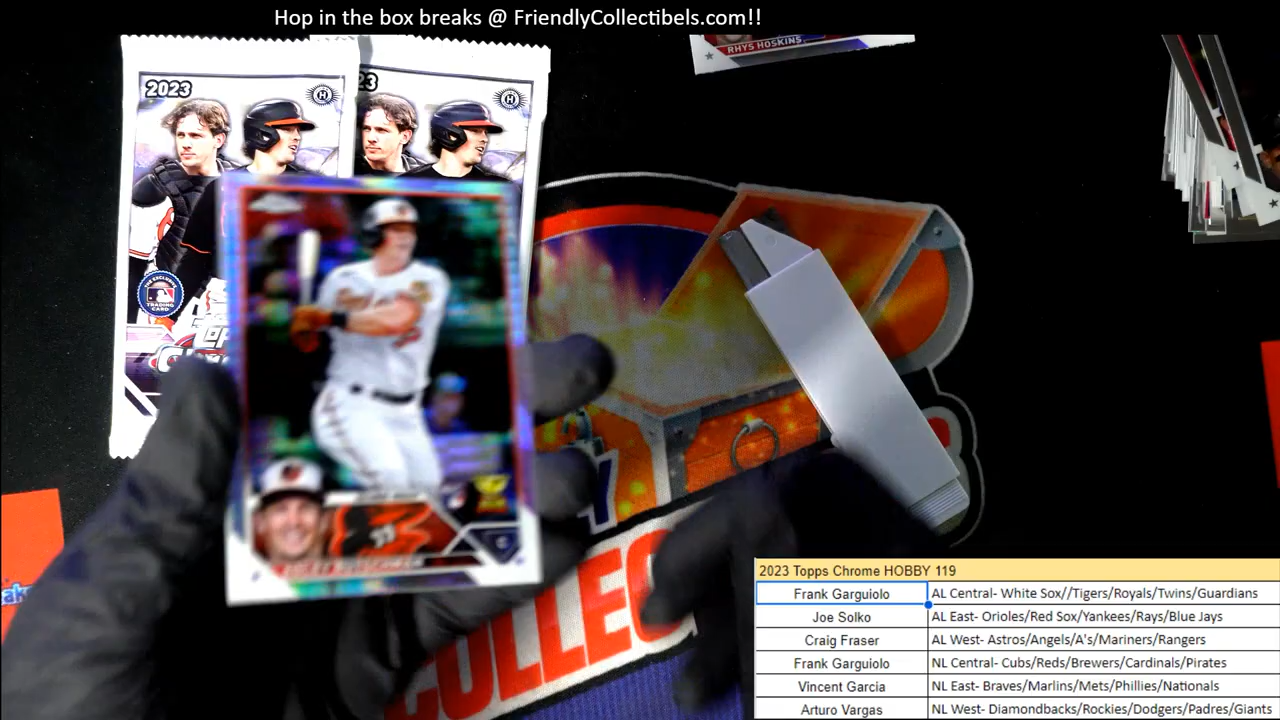 Hop in the box breaks @ FriendlyCollectibels.com!!
RHYS HOSKINS
2023
23
COLLEC
2023 Topps Chrome HOBBY 119
Frank Garguiolo AL Central- White Sox//Tigers/Royals/Twins/Guardians
Joe Solko AL East- Orioles/Red Sox/Yankees/Rays/Blue Jays
Craig Fraser AL West- Astros/Angels/A's/Mariners/Rangers
Frank Garguiolo NL Central- Cubs/Reds/Brewers/Cardinals/Pirates
Vincent Garcia NL East- Braves/Marlins/Mets/Phillies/Nationals
Arturo Vargas NL West- Diamondbacks/Rockies/Dodgers/Padres/Giants